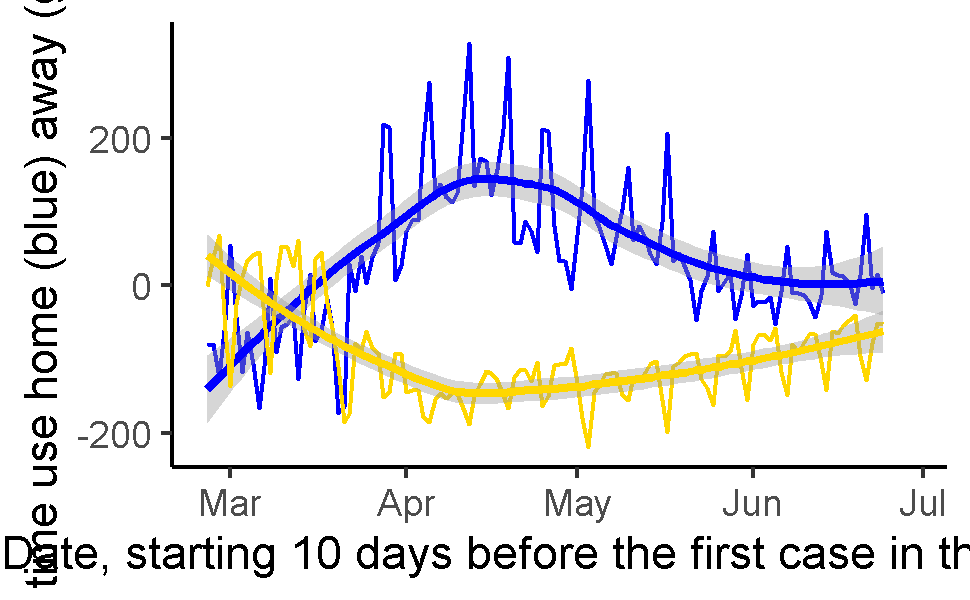 time use home (blue) away (
200
0
-200
Mar Apr May Jun Jul
Date, starting 10 days before the first case in th